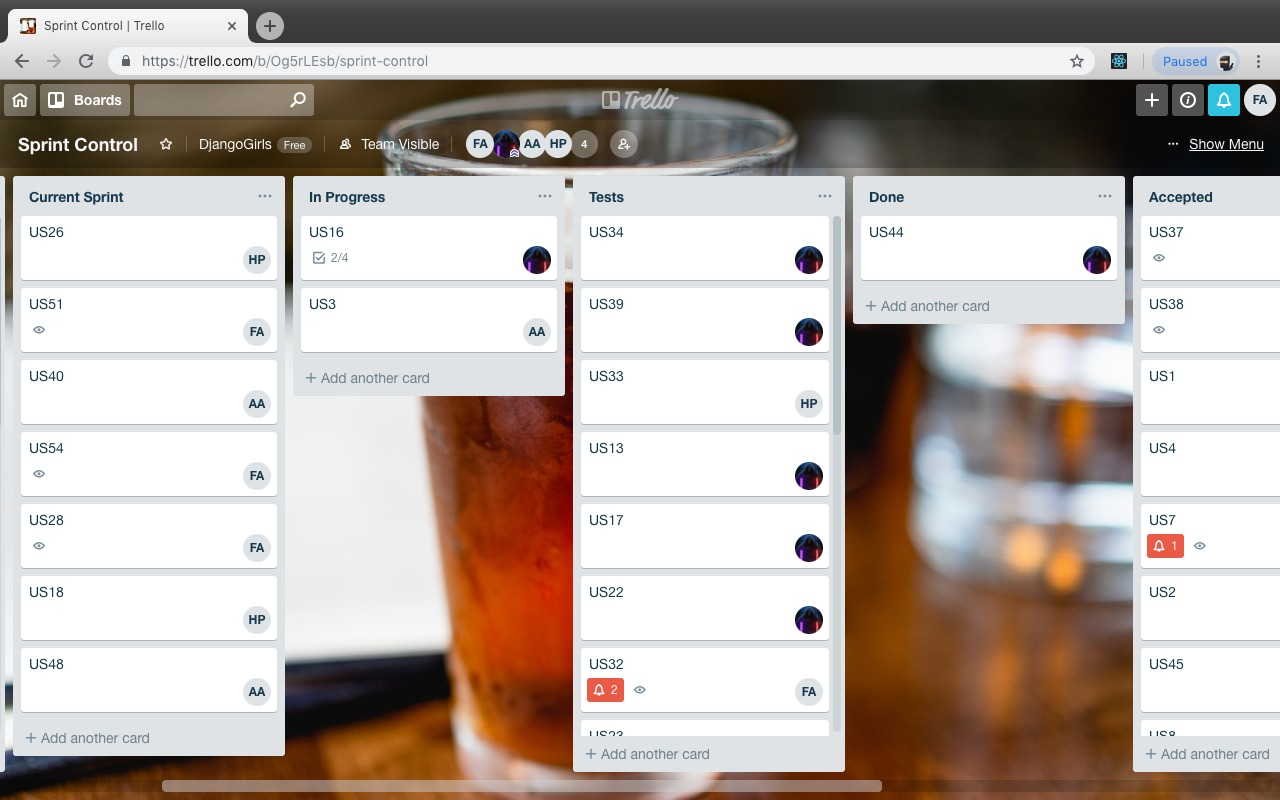 Sprint Control | Trello
https://trello.com/b/Og5rLEsb/sprint-control
Paused
Boards
Trello
FA
Sprint Control
DjangoGirls Free
Team Visible
FA AA HP 4
Show Menu
Current Sprint
US26
HP
US51
FA
US40
AA
US54
FA
US28
FA
US18
HP
US48
AA
+ Add another card
In Progress
US16
2/4
US3
AA
+ Add another card
Tests
US34
US39
US33
HP
US13
US17
US22
US32
2
FA
US23
+ Add another card
Done
US44
+ Add another card
Accepted
US37
US38
US1
US4
US7
1
US2
US45
US8
+ Add another card